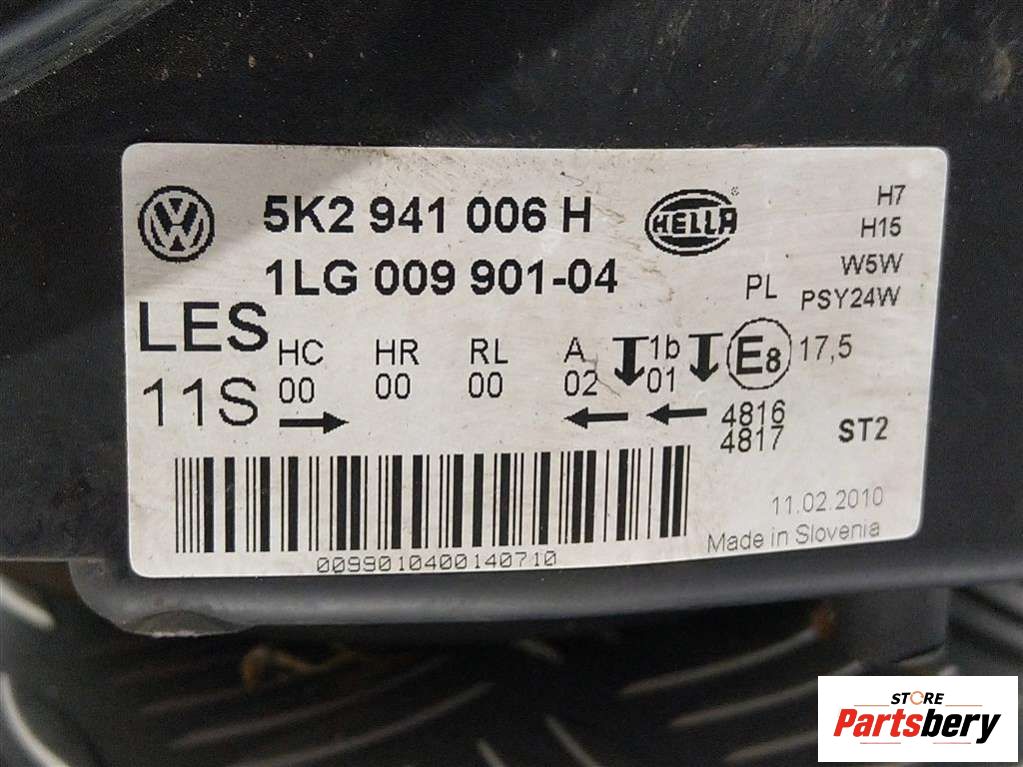 VW
5K2 941 006 H
HELLA®
H7
H15
1LG 009 901-04
PL
W5W
PSY24W
LES
HC HR RL A 1b
E8
17,5
11S
00 00 00 02 01
4816
4817
ST2
11.02.2010
Made in Slovenia
0099010400140710
STORE
Partsbery